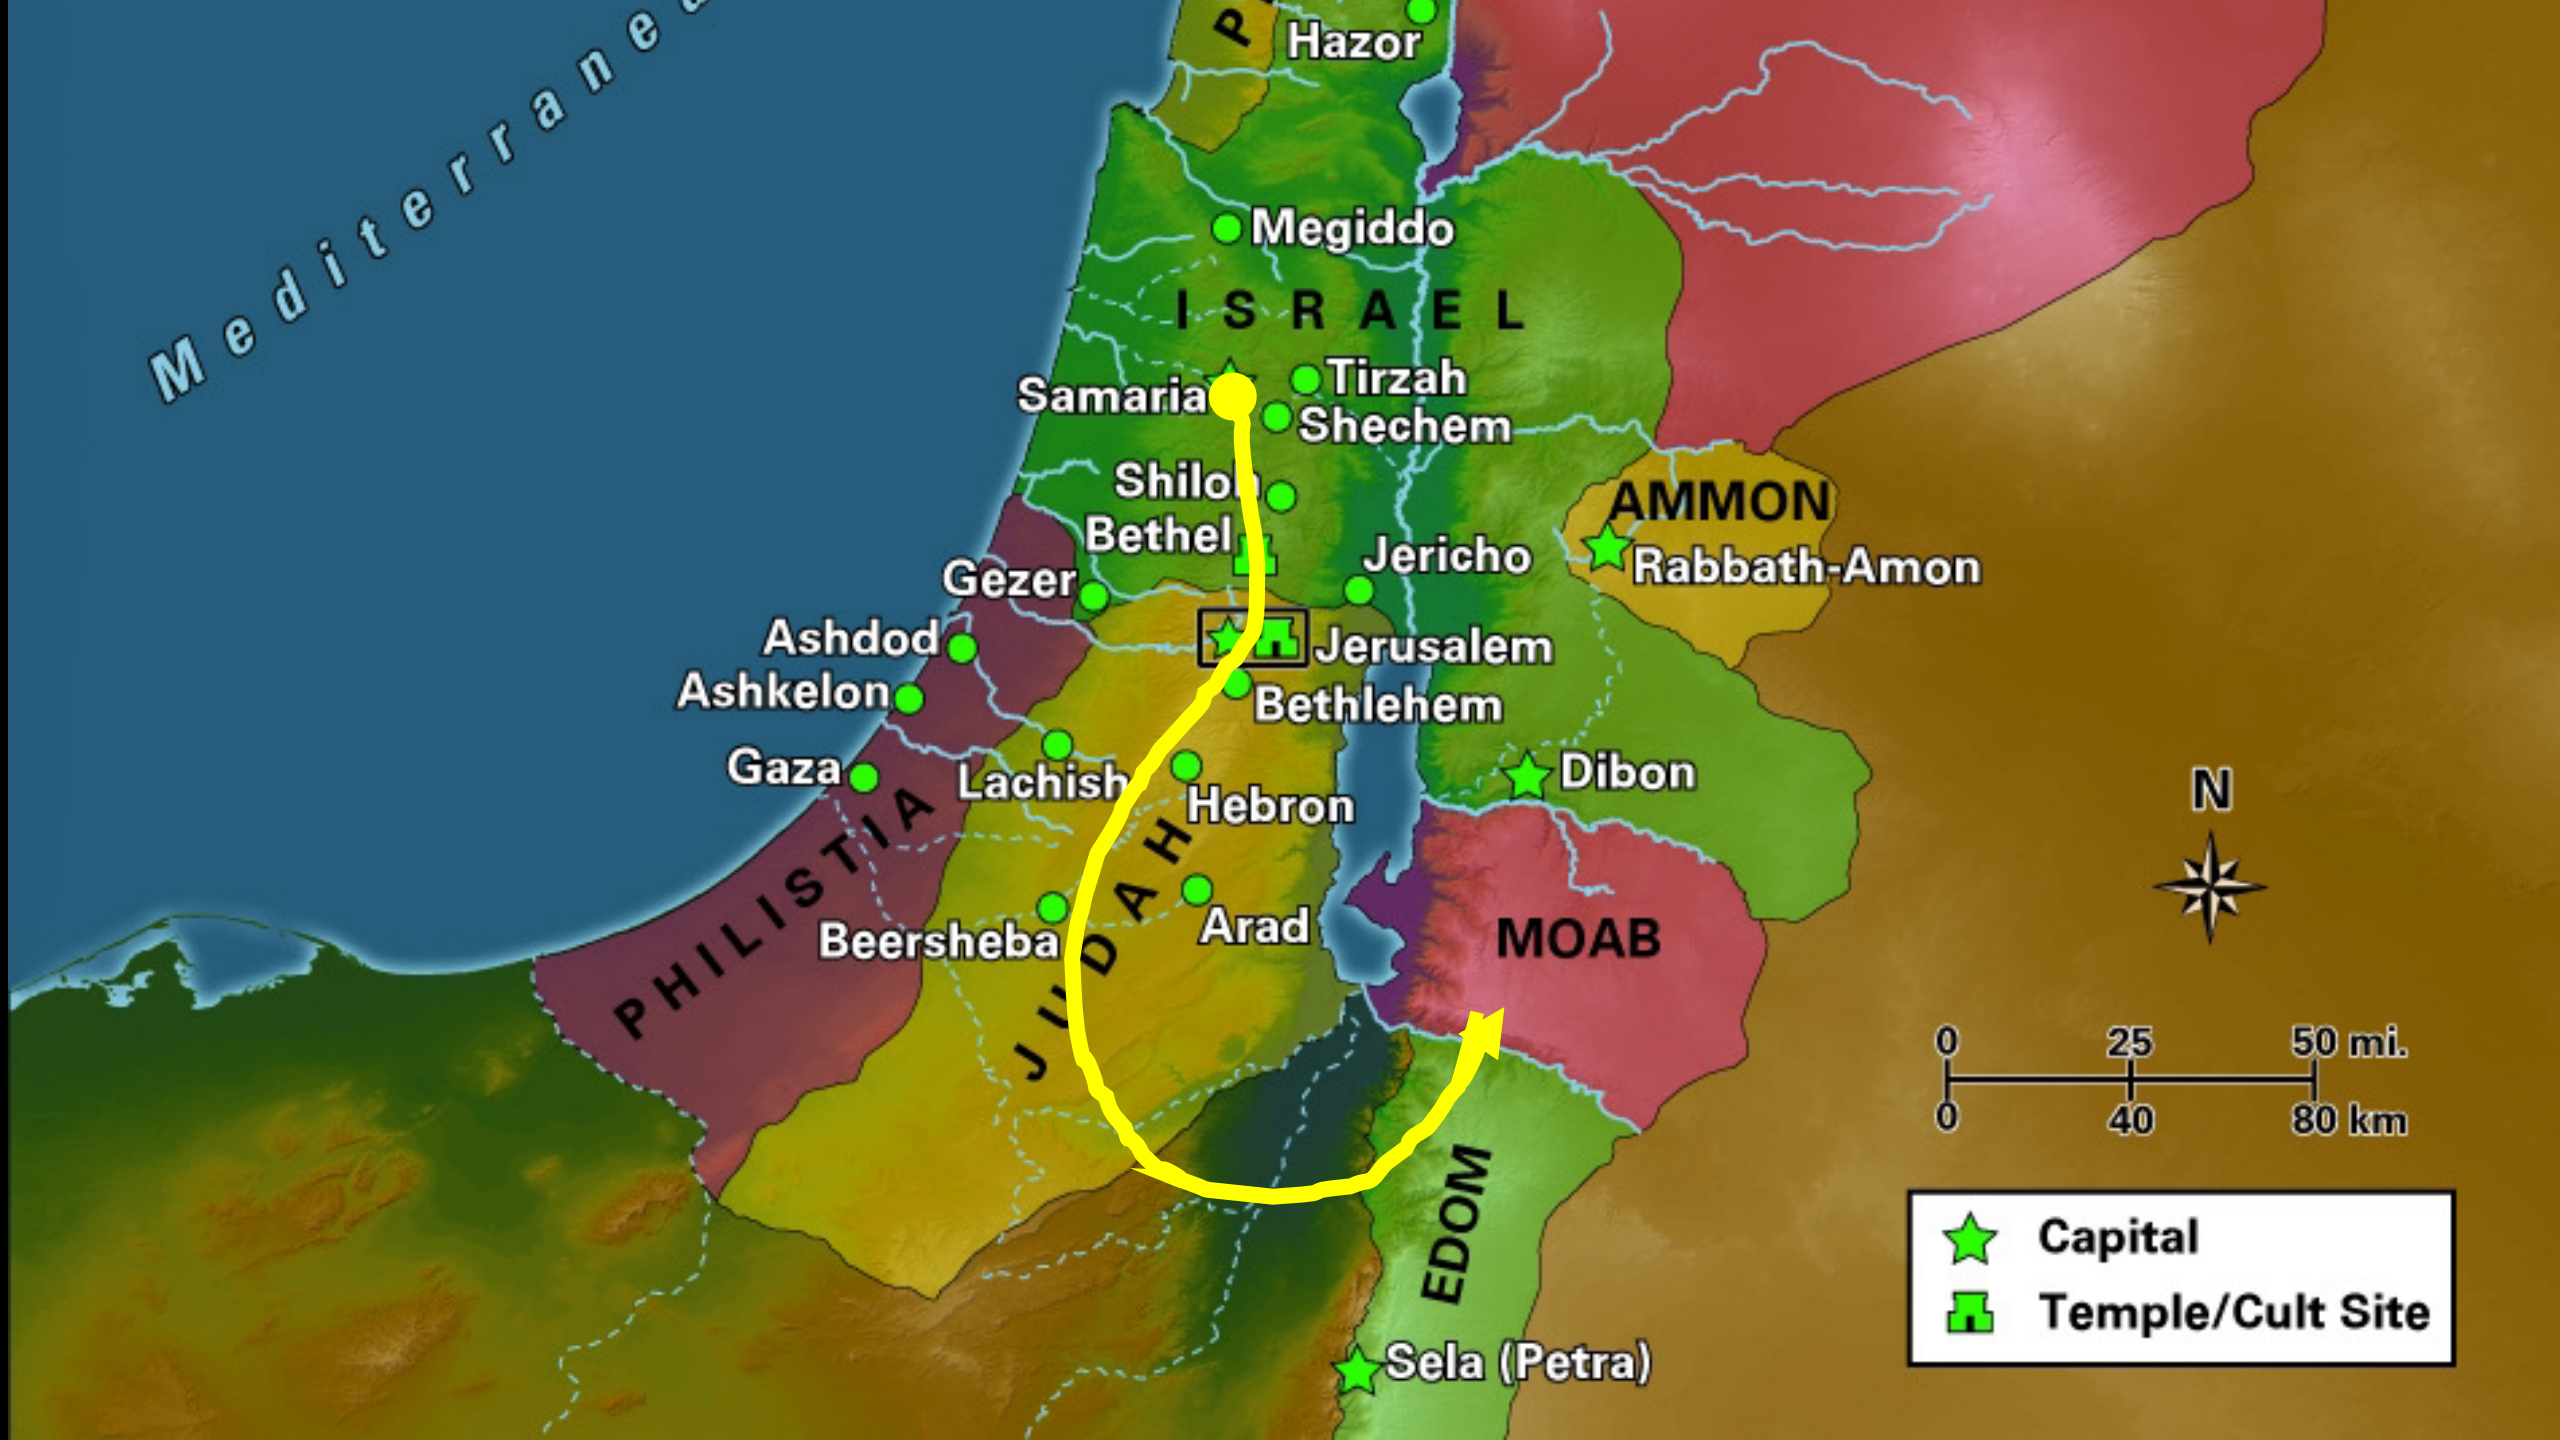 P
Hazor
Mediterranea
Megiddo
ISRAEL
Tirzah
Samaria
Shechem
Shiloh
AMMON
Bethel
Jericho
Rabbath-Amon
Gezer
Ashdod
Jerusalem
Ashkelon
Bethlehem
Gaza
Lachish
Dibon
Hebron
N
PHILISTIA
JUDAH
Beersheba
Arad
MOAB
0 25 50 mi.
0 40 80 km
EDOM
Capital
Temple/Cult Site
Sela (Petra)